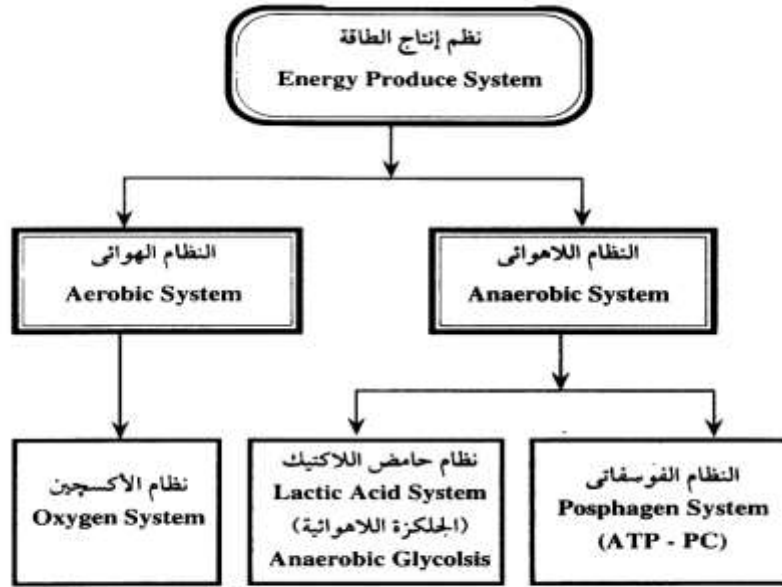 نظم إنتاج الطاقة
Energy Produce System
النظام الهوائى
Aerobic System
النظام اللاهوائى
Anaerobic System
نظام الأكسچين
Oxygen System
نظام حامض اللاكتيك
Lactic Acid System
(الجلكزة اللاهوائية)
Anaerobic Glycolsis
النظام الفوسفاتى
Posphagen System
(ATP - PC)